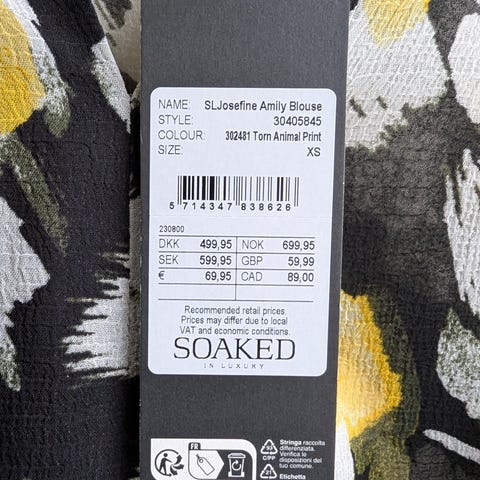 NAME: SLJosefine Amily Blouse
STYLE: 30405845
COLOUR: 302481 Torn Animal Print
SIZE: XS
5 714347 838626
230800
DKK 499,95 NOK 699,95
SEK 599,95 GBP 59,99
€ 69,95 CAD 89,00
Recommended retail prices.
Prices may differ due to local
VAT and economic conditions.
SOAKED
IN LUXURY
FR
Stringa raccolta
differenziata.
Verifica le
disposizioni del
tuo comune.
C/PP
21
Etichetta